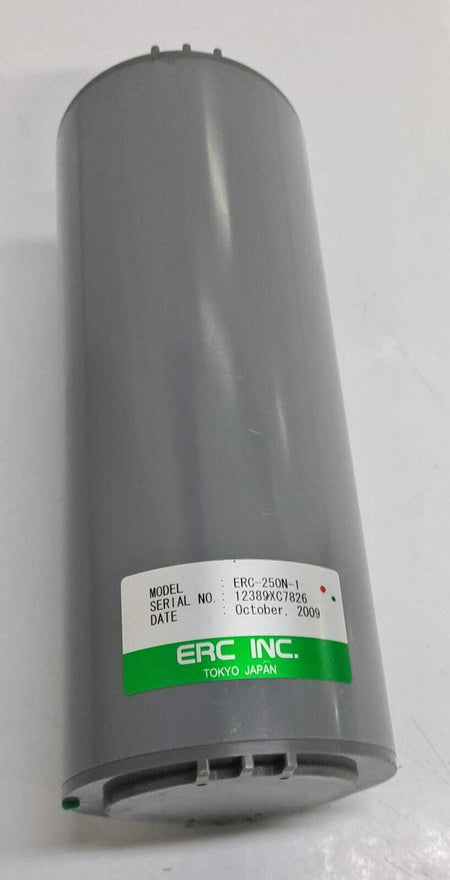 MODEL : ERC-250N-1
SERIAL NO. : 12389XC7826
DATE : October, 2009
ERC INC.
TOKYO JAPAN